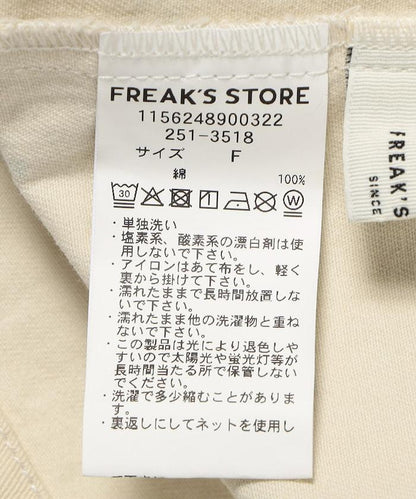 FREAK'S STORE
1156248900322
251-3518
サイズ F
綿 100%
30
W
・単独洗い
・塩素系、酸素系の漂白剤は使
用しないで下さい。
・アイロンはあて布をし、軽く
裏から掛けて下さい。
・濡れたままで長時間放置しな
いで下さい。
・濡れたまま他の洗濯物と重ね
ないで下さい。
・この製品は光により退色しや
すいので太陽光や蛍光灯等が
長時間当たる所で保管しない
で下さい。
・洗濯で多少縮むことがありま
す。
・裏返しにしてネットを使用し
FREAK'S
SINCE